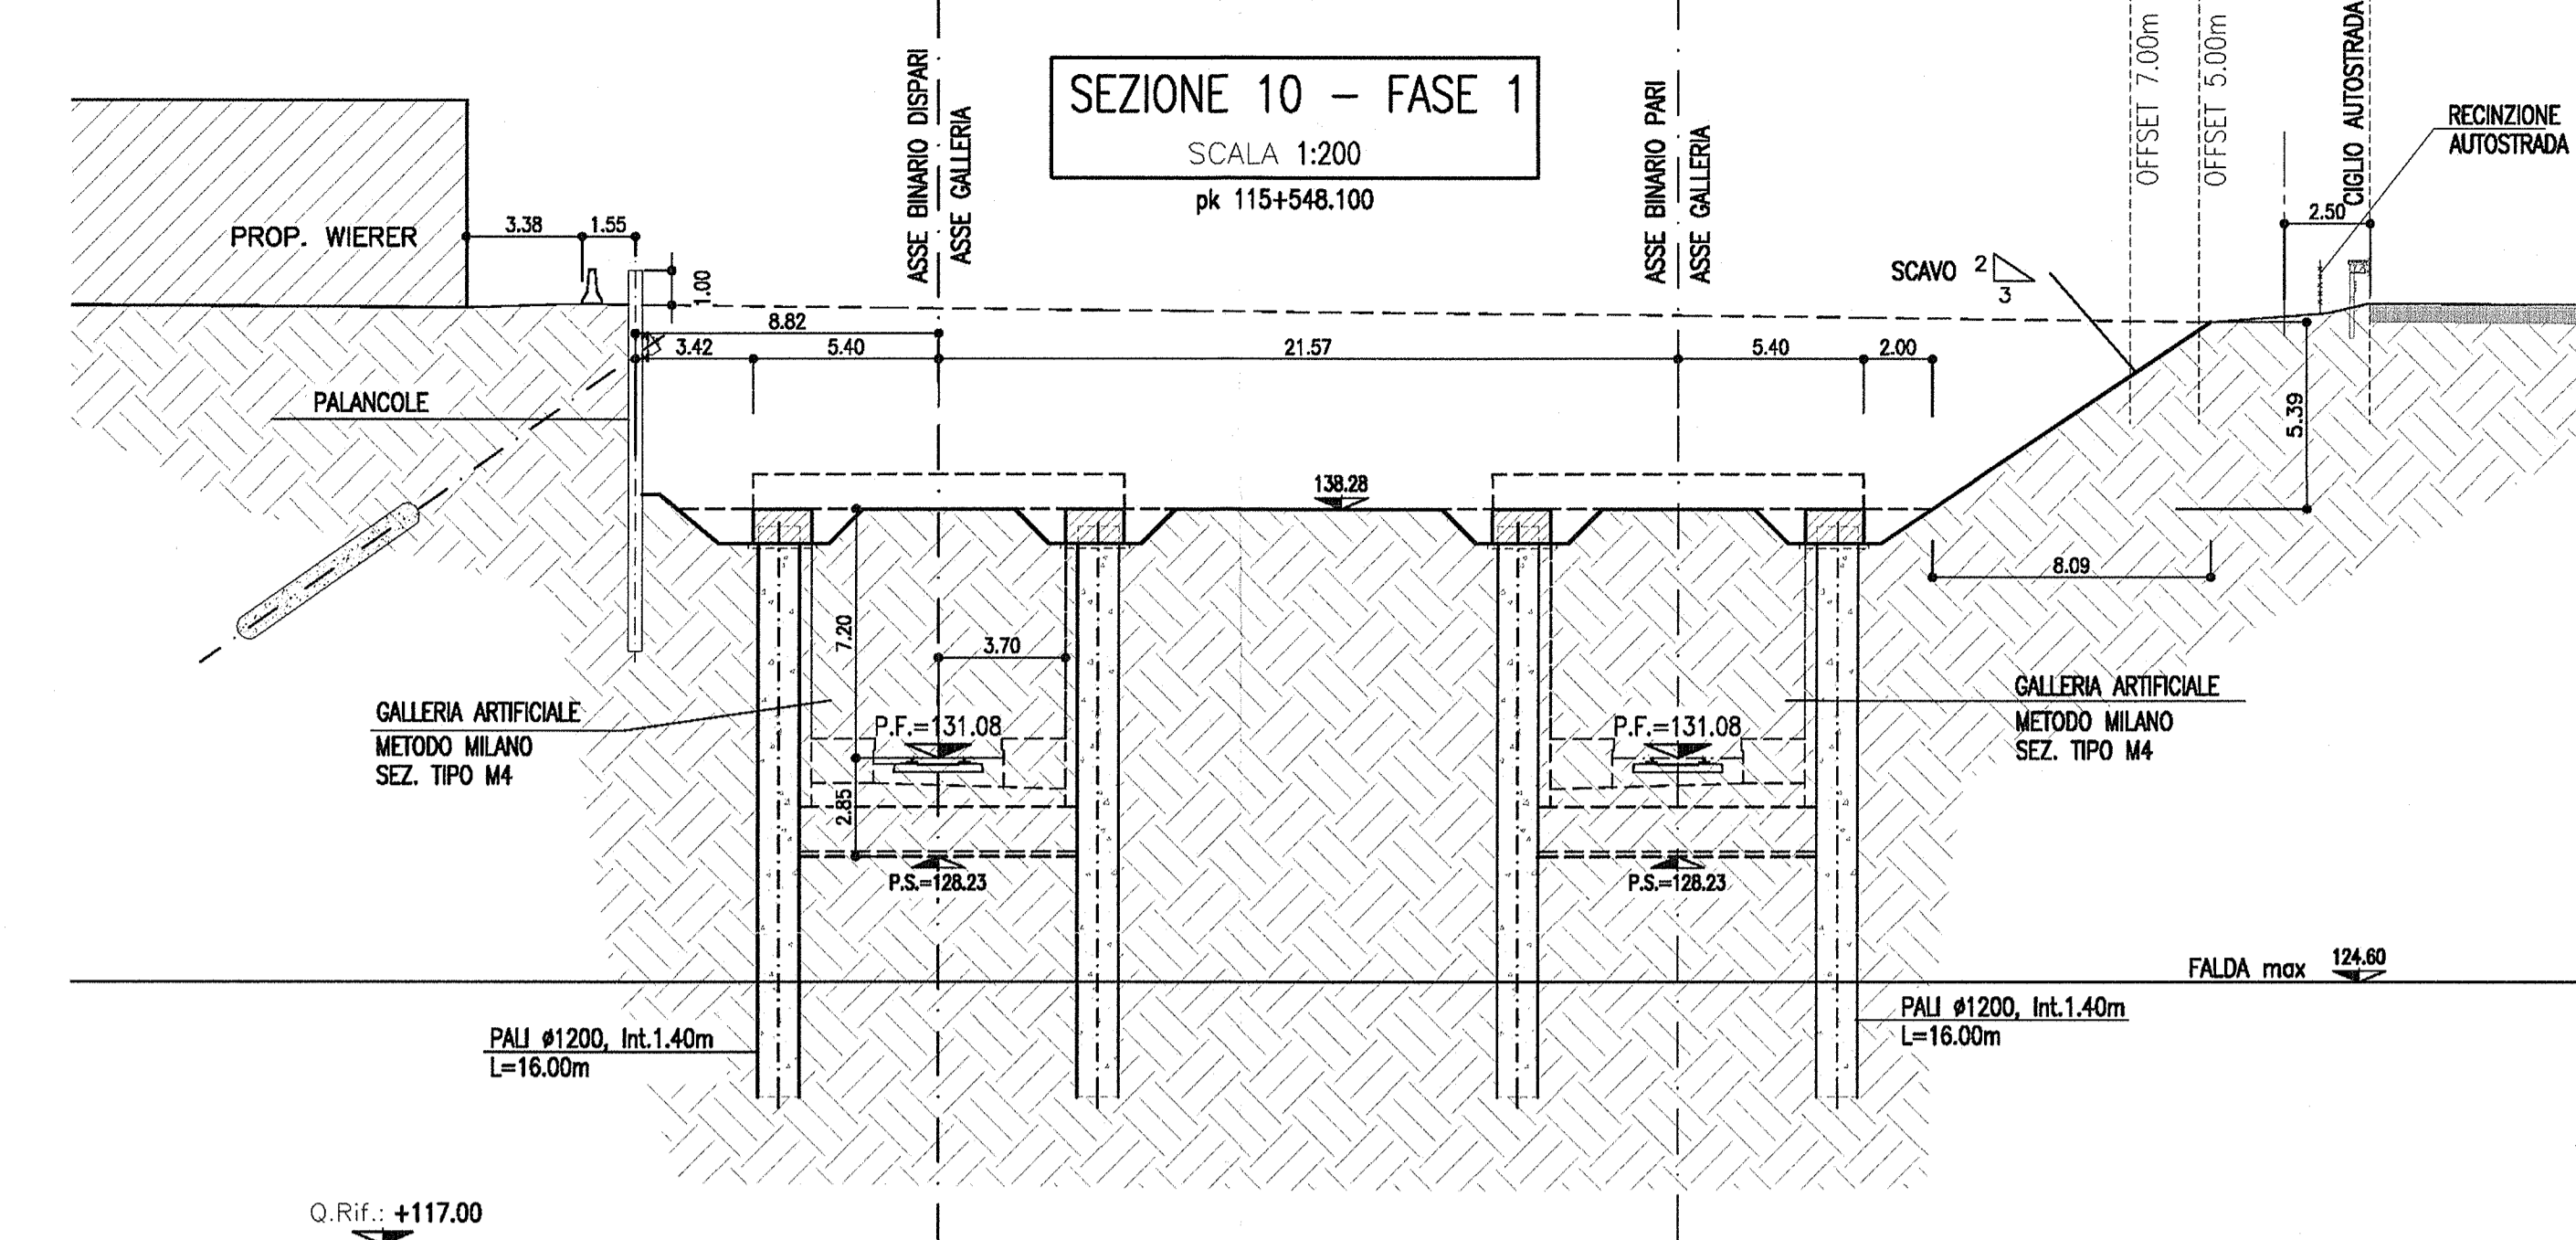 SEZIONE 10 – FASE 1
SCALA 1:200
pk 115+548.100
ASSE BINARIO DISPARI
ASSE GALLERIA
ASSE BINARIO PARI
ASSE GALLERIA
OFFSET 7.00m
OFFSET 5.00m
CIGLIO AUTOSTRADA
RECINZIONE
AUTOSTRADA
PROP. WIERER
3.38
1.55
1.00
2.50
SCAVO
2
3
8.82
3.42
5.40
21.57
5.40
2.00
PALANCOLE
5.39
138.28
8.09
7.20
3.70
GALLERIA ARTIFICIALE
METODO MILANO
SEZ. TIPO M4
P.F.=131.08
P.F.=131.08
GALLERIA ARTIFICIALE
METODO MILANO
SEZ. TIPO M4
2.85
P.S.=128.23
P.S.=128.23
FALDA max
124.60
PALI ø1200, Int.1.40m
L=16.00m
PALI ø1200, Int.1.40m
L=16.00m
Q.Rif.: +117.00